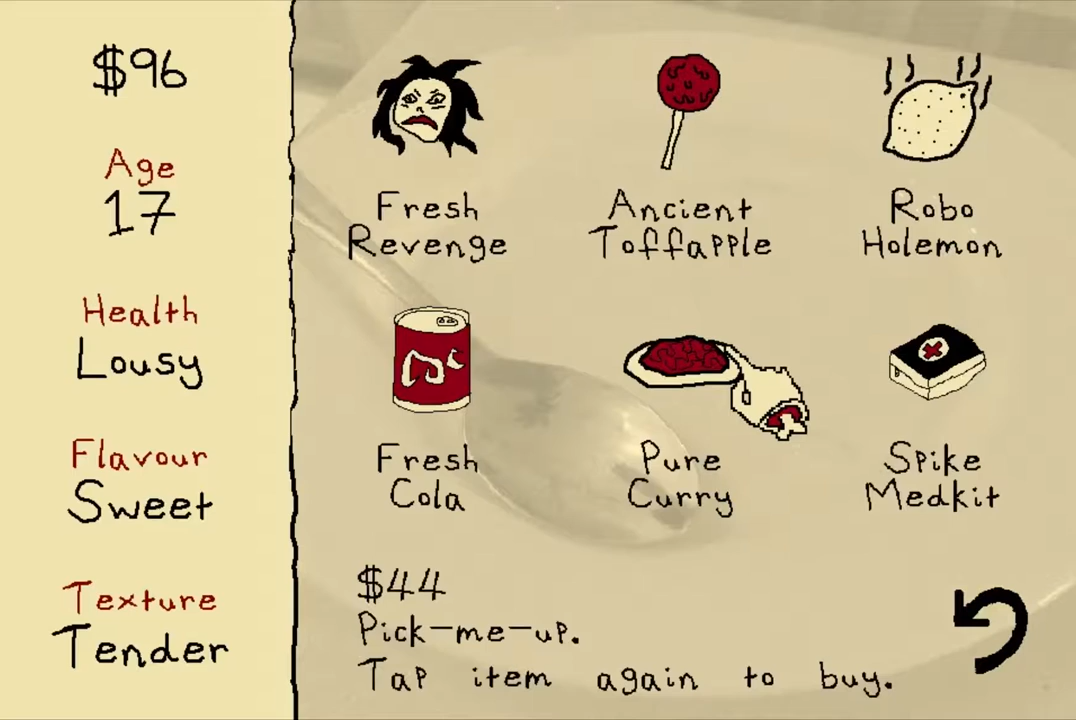 $96
Age
17
Health
Lousy
Flavour
Sweet
Texture
Tender
Fresh
Revenge
Ancient
Toffapple
Robo
Holemon
Fresh
Cola
Pure
Curry
Spike
Medkit
$44
Pick-me-up.
Tap item again to buy.